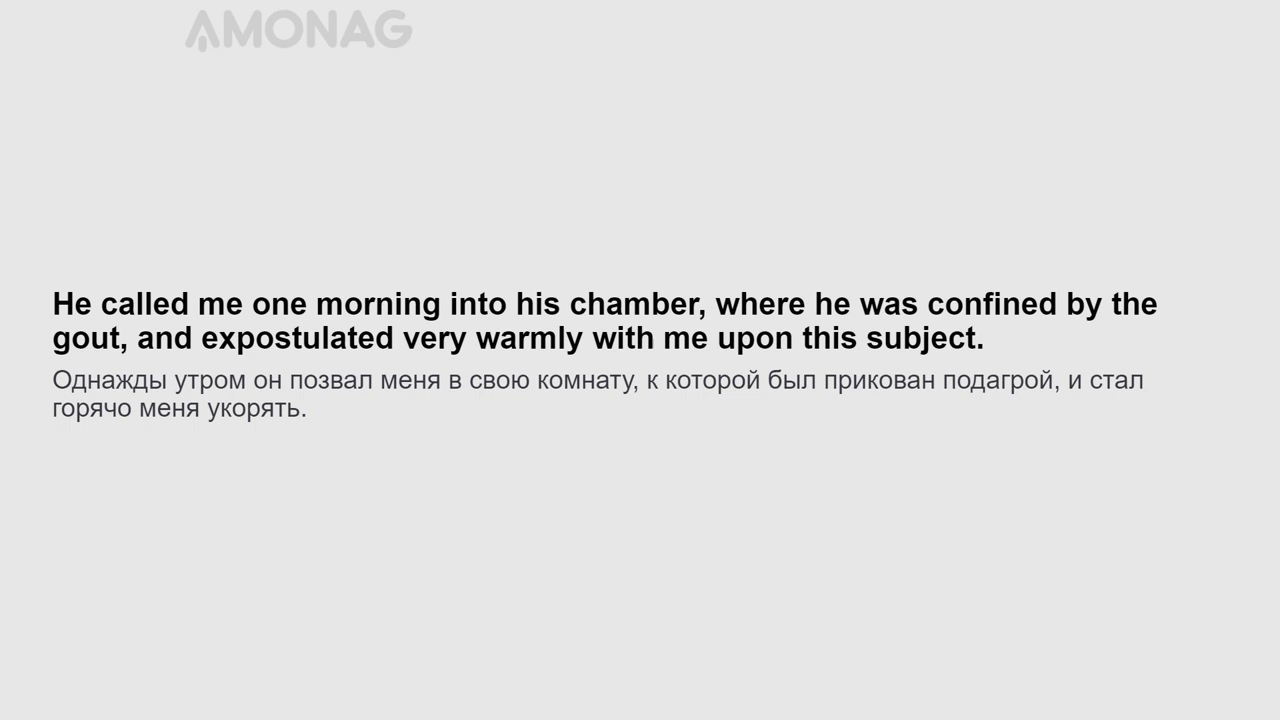 AMONAG
He called me one morning into his chamber, where he was confined by the
gout, and expostulated very warmly with me upon this subject.
Однажды утром он позвал меня в свою комнату, к которой был прикован подагрой, и стал
горячо меня укорять.